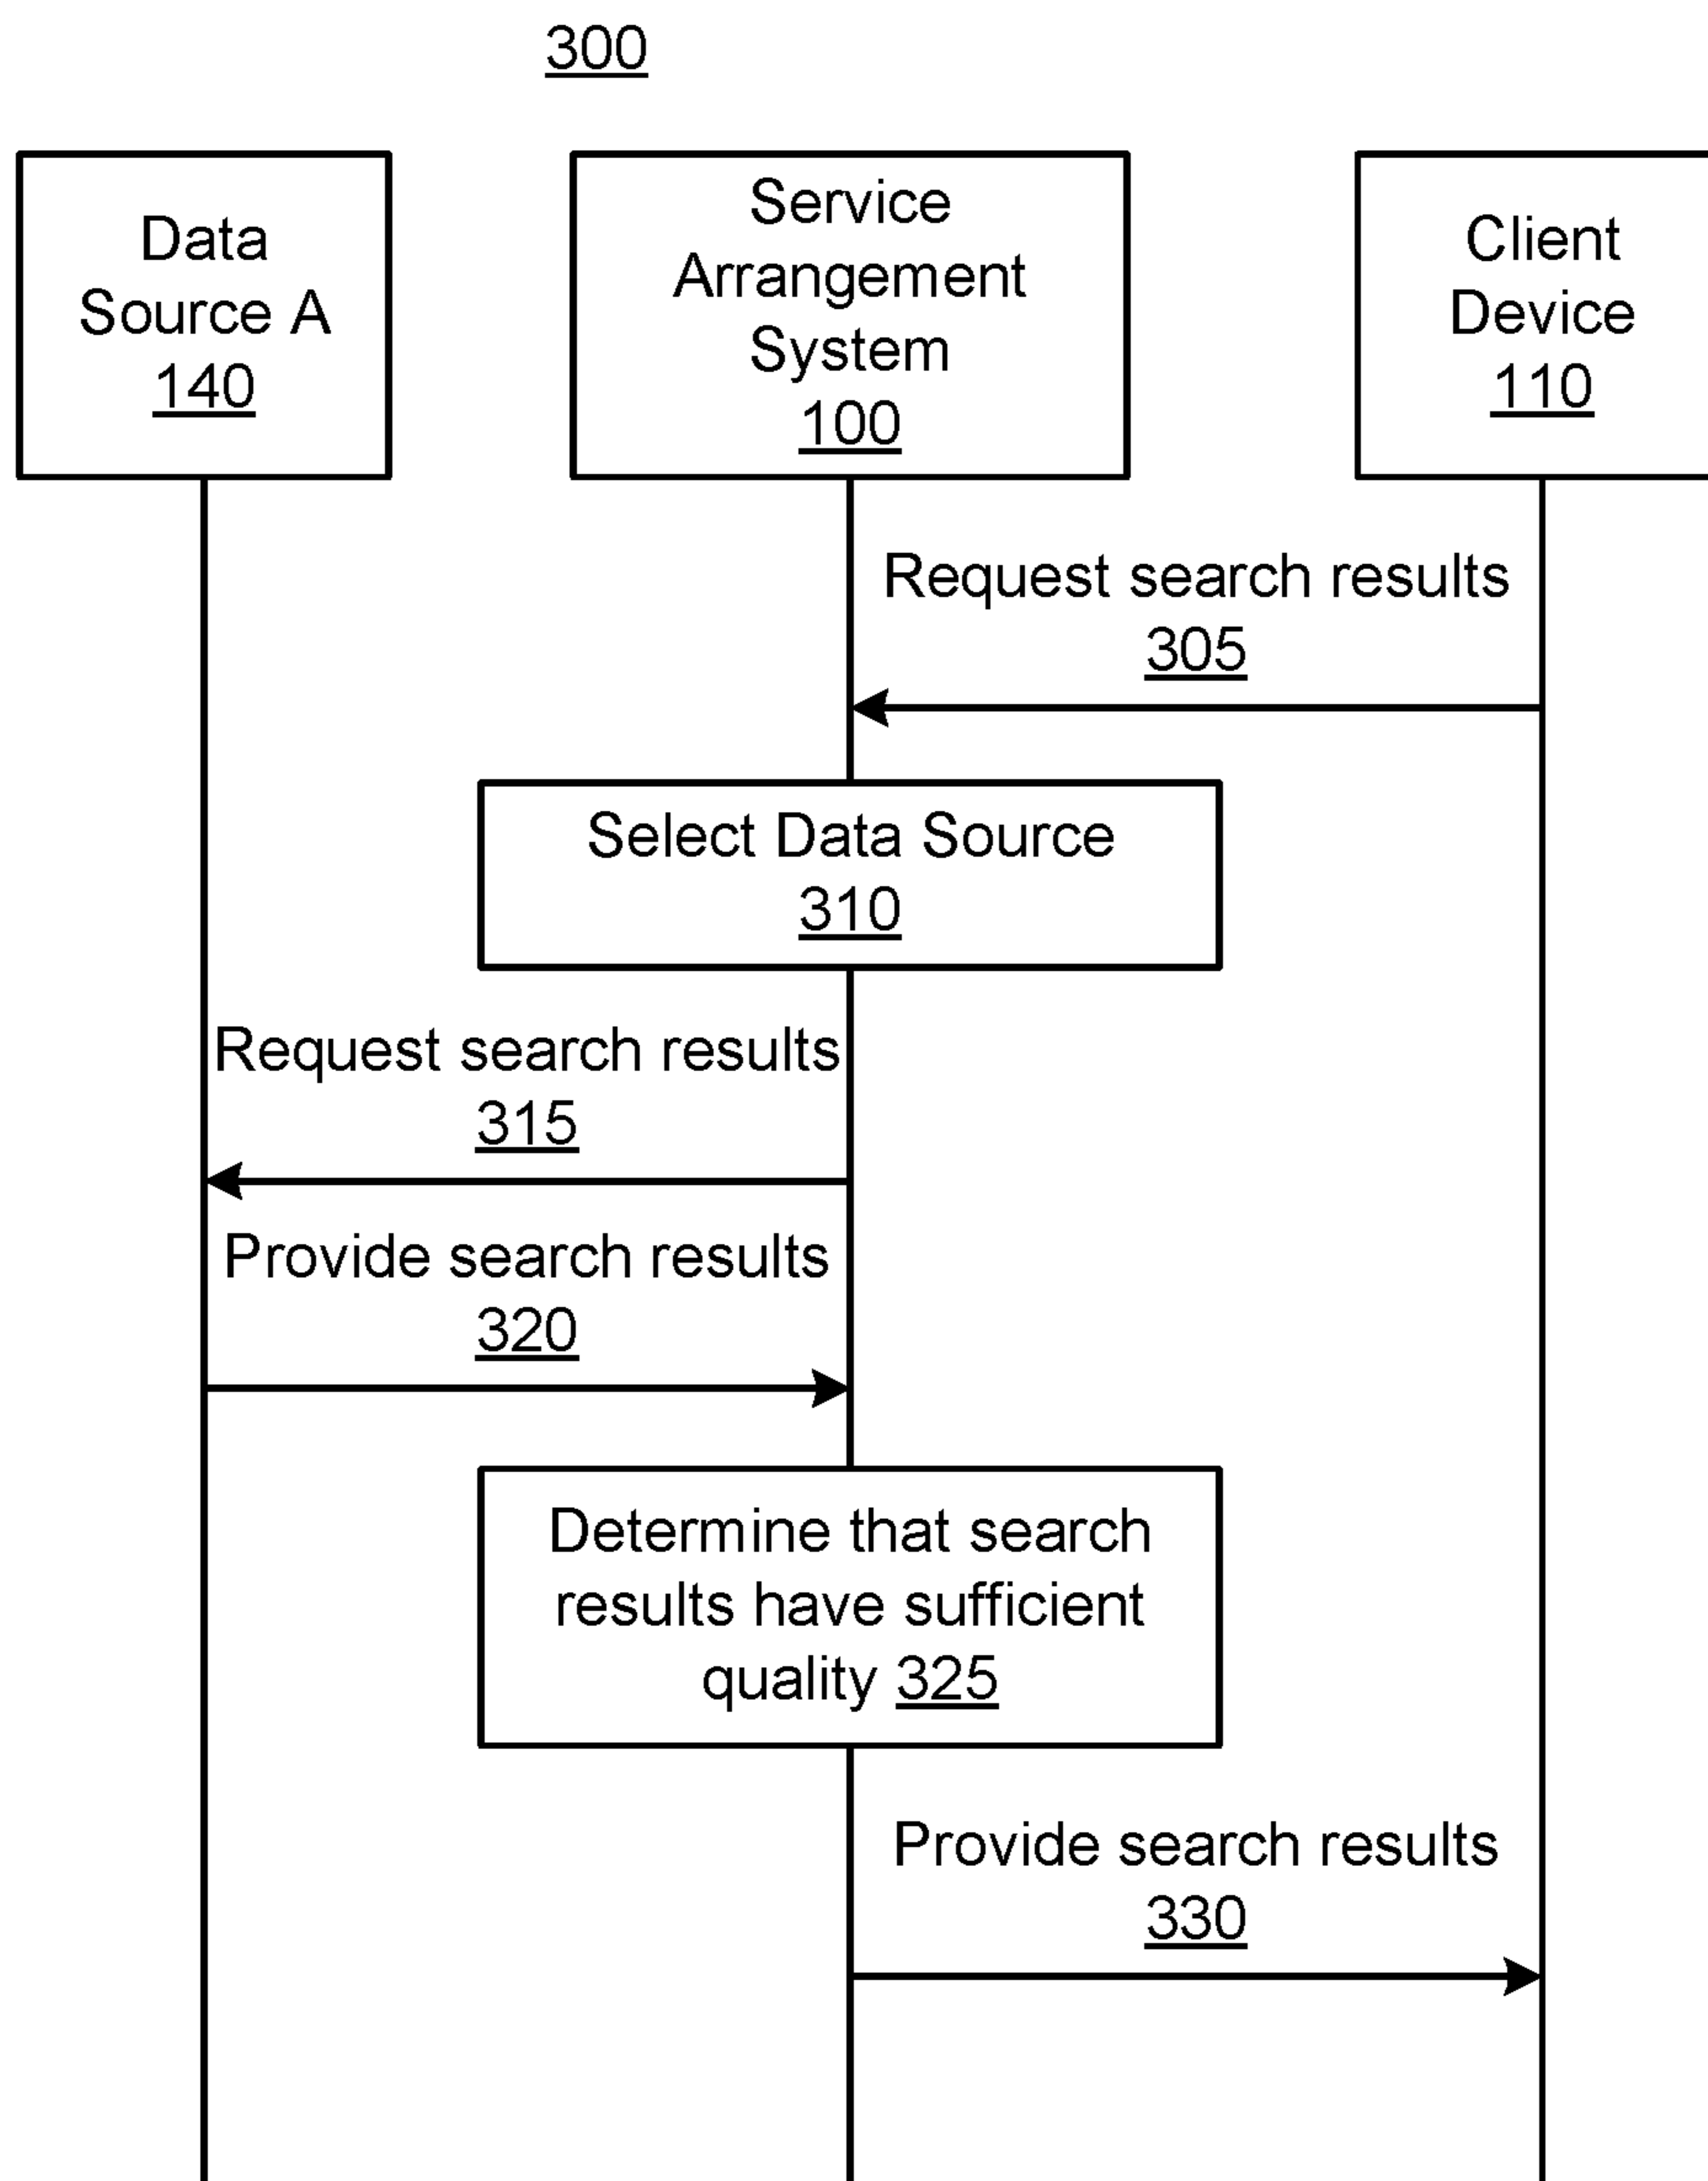 300
Data
Source A
140
Service
Arrangement
System
100
Client
Device
110
Request search results
305
Select Data Source
310
Request search results
315
Provide search results
320
Determine that search
results have sufficient
quality 325
Provide search results
330